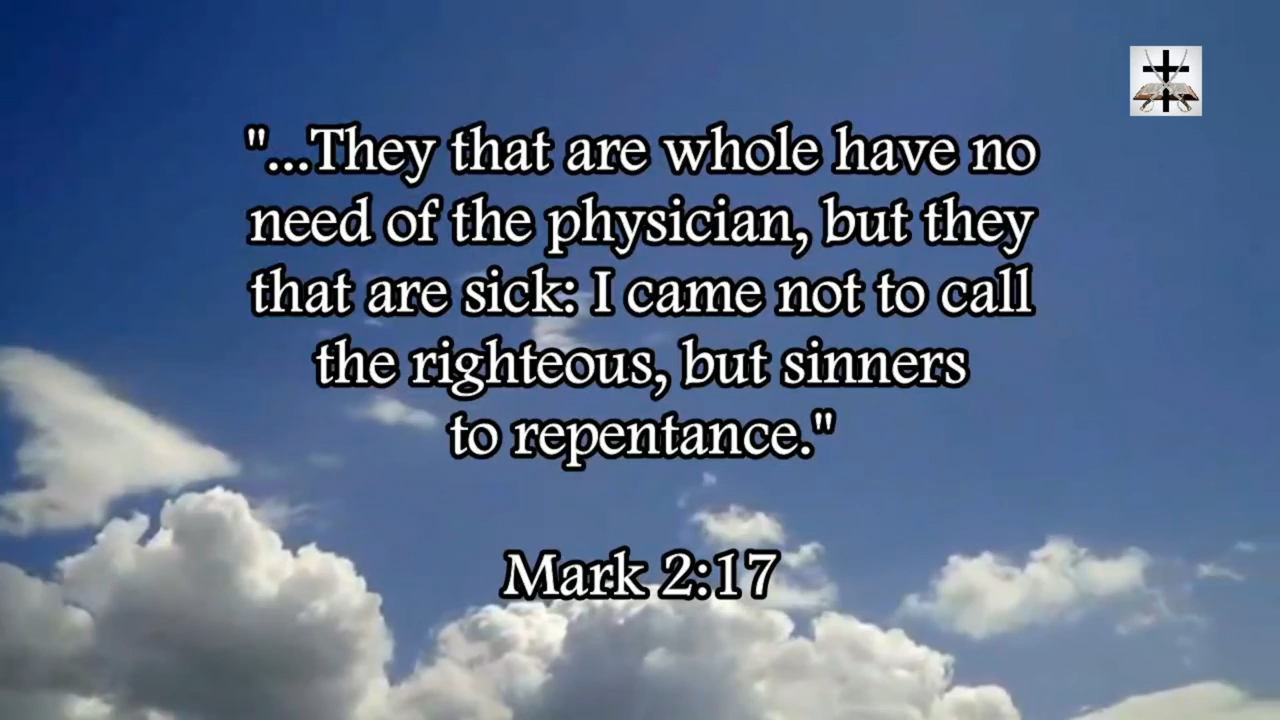 "...They that are whole have no
need of the physician, but they
that are sick: I came not to call
the righteous, but sinners
to repentance."
Mark 2:17